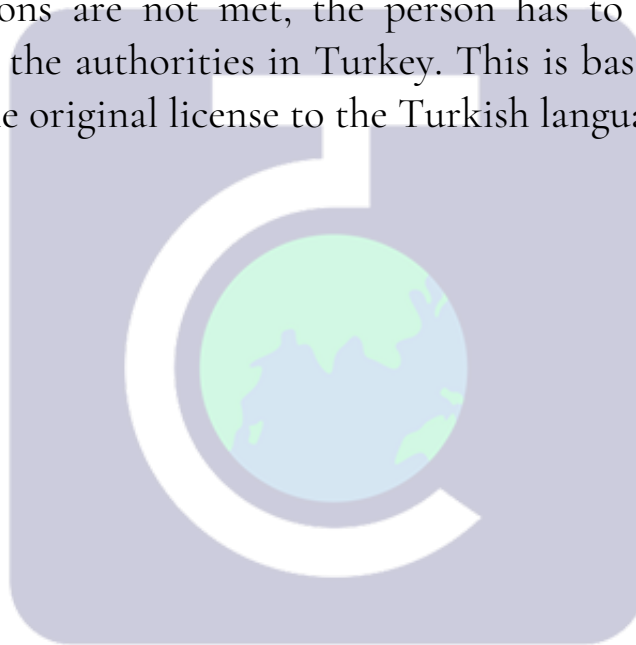 ons are not met, the person has to
the authorities in Turkey. This is bas
e original license to the Turkish langua